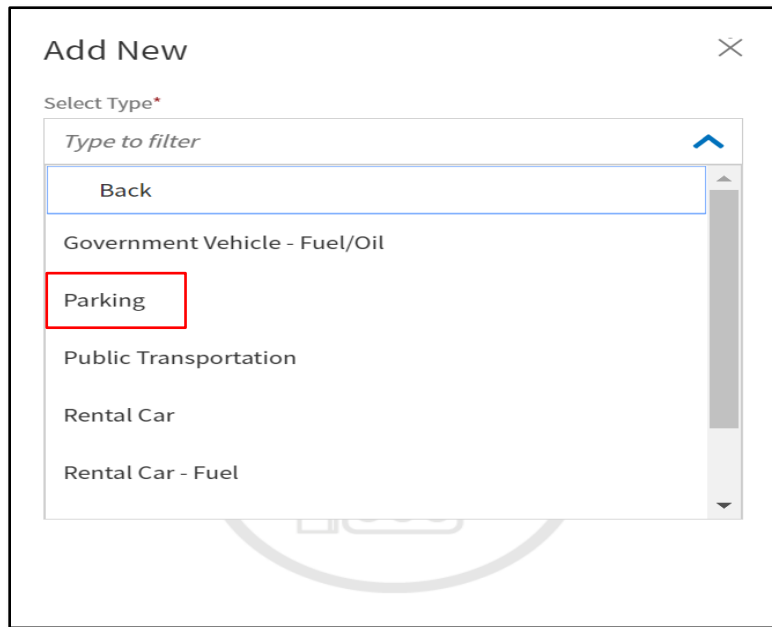 Add New
Select Type*
Type to filter
Back
Government Vehicle - Fuel/Oil
Parking
Public Transportation
Rental Car
Rental Car - Fuel